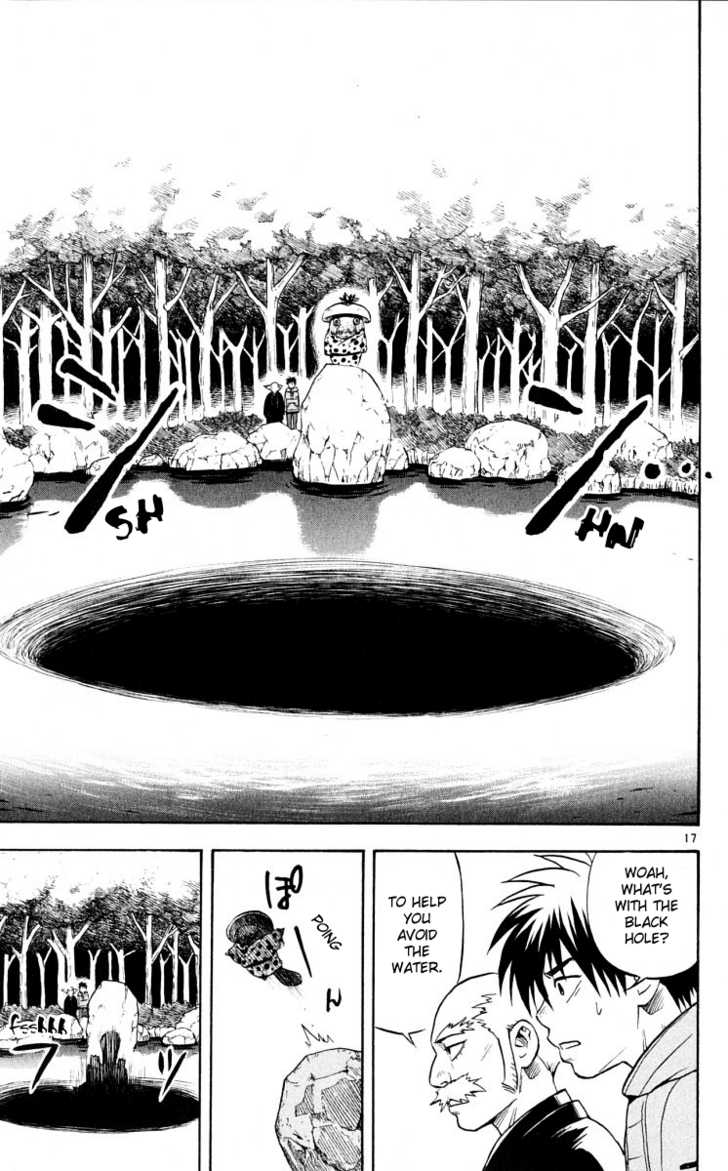 SH
HN
17
WOAH,
WHAT'S
WITH THE
BLACK
HOLE?
TO HELP
YOU
AVOID
THE
WATER.
ぽーん
POING
fsshhh